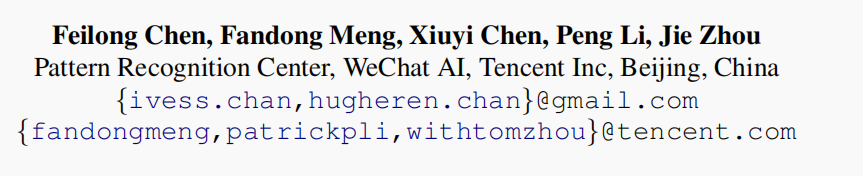 Feilong Chen, Fandong Meng, Xiuyi Chen, Peng Li, Jie Zhou
Pattern Recognition Center, WeChat AI, Tencent Inc, Beijing, China
{ivess.chan,hugheren.chan}@gmail.com
{fandongmeng,patrickpli,withtomzhou}@tencent.com